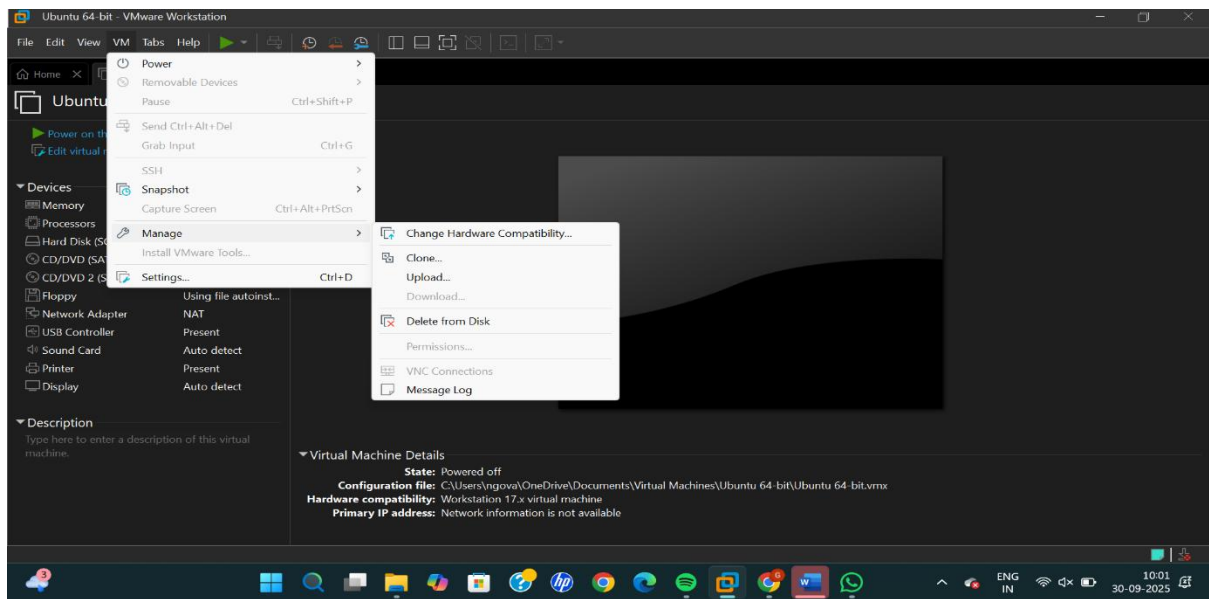 Ubuntu 64-bit - VMware Workstation
File Edit View VM Tabs Help
Home
Ubuntu
Power on th
Edit virtual
Devices
Memory
Processors
Hard Disk (SC
CD/DVD (SA
CD/DVD 2 (S
Floppy Using file autoinst...
Network Adapter NAT
USB Controller Present
Sound Card Auto detect
Printer Present
Display Auto detect
Description
Type here to enter a description of this virtual
machine.
Power
Removable Devices
Pause Ctrl+Shift+P
Send Ctrl+Alt+Del
Grab Input Ctrl+G
SSH
Snapshot
Capture Screen Ctrl+Alt+PrtScn
Manage
Install VMware Tools...
Settings... Ctrl+D
Change Hardware Compatibility...
Clone...
Upload...
Download...
Delete from Disk
Permissions...
VNC Connections
Message Log
Virtual Machine Details
State: Powered off
Configuration file: C:\Users\ngova\OneDrive\Documents\Virtual Machines\Ubuntu 64-bit\Ubuntu 64-bit.vmx
Hardware compatibility: Workstation 17.x virtual machine
Primary IP address: Network information is not available
3
hp
G
W
ENG
IN
10:01
30-09-2025